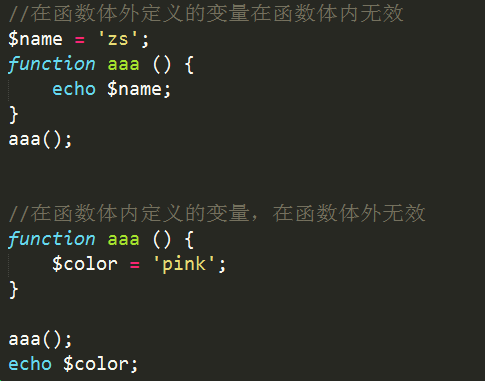 //在函数体外定义的变量在函数体内无效
$name = 'zs';
function aaa () {
    echo $name;
}
aaa();
//在函数体内定义的变量，在函数体外无效
function aaa () {
    $color = 'pink';
}
aaa();
echo $color;